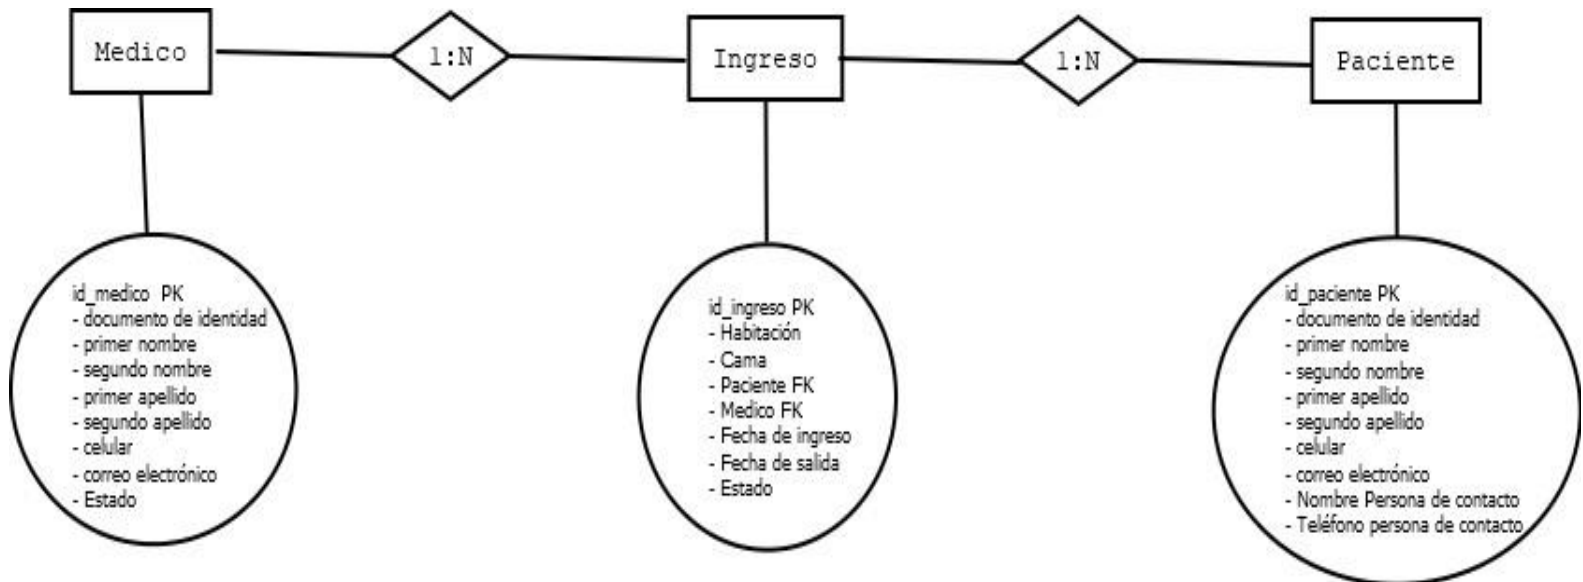 Medico
1:N
Ingreso
1:N
Paciente
id_medico PK
- documento de identidad
- primer nombre
- segundo nombre
- primer apellido
- segundo apellido
- celular
- correo electrónico
- Estado
id_ingreso PK
- Habitación
- Cama
- Paciente FK
- Medico FK
- Fecha de ingreso
- Fecha de salida
- Estado
id_paciente PK
- documento de identidad
- primer nombre
- segundo nombre
- primer apellido
- segundo apellido
- celular
- correo electrónico
- Nombre Persona de contacto
- Teléfono persona de contacto